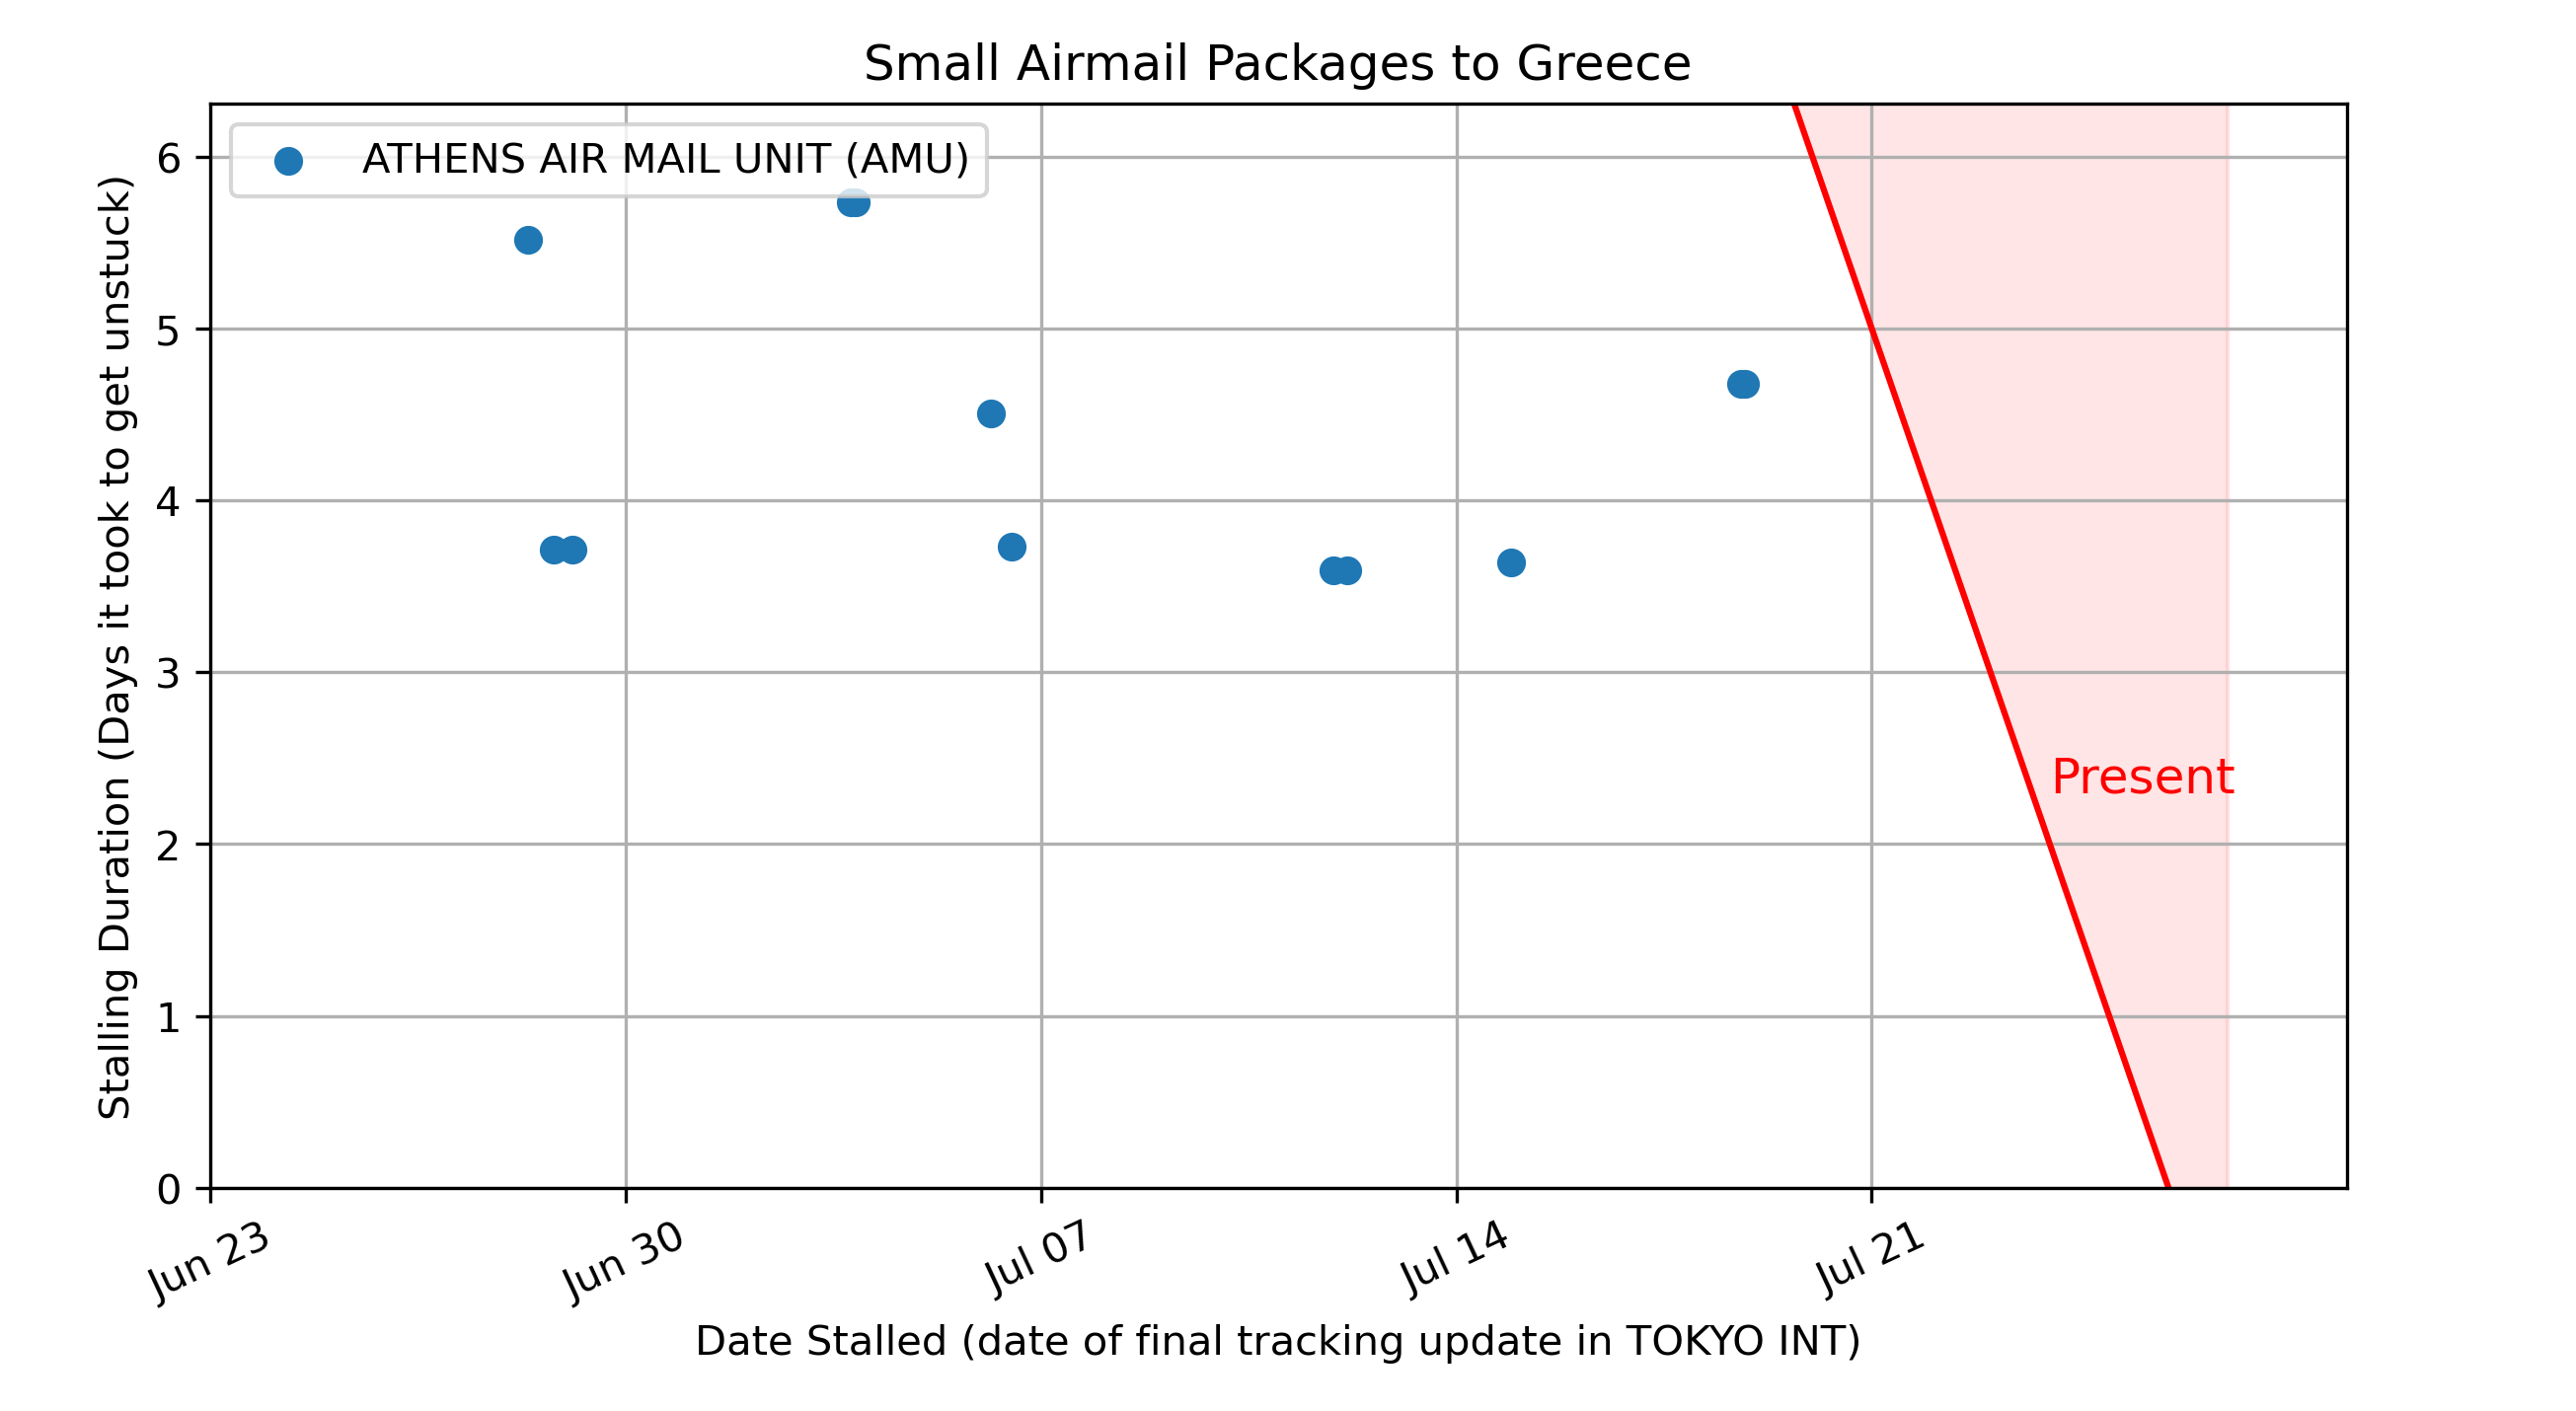 Small Airmail Packages to Greece
ATHENS AIR MAIL UNIT (AMU)
Stalling Duration (Days it took to get unstuck)
6
5
4
3
2
1
0
Present
Jun 23
Jun 30
Jul 07
Jul 14
Jul 21
Date Stalled (date of final tracking update in TOKYO INT)